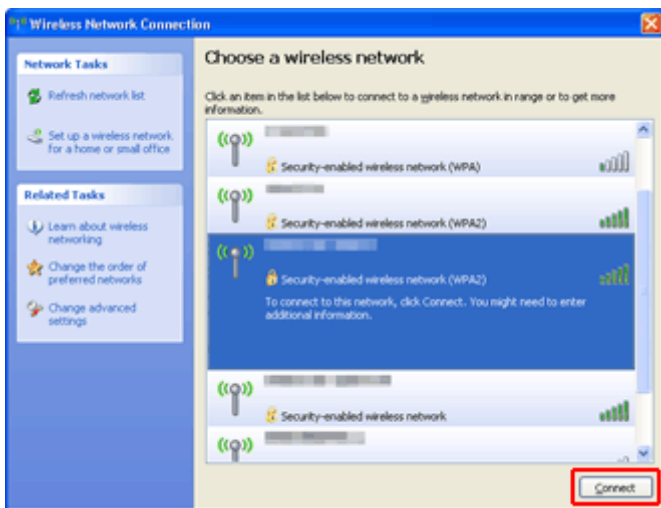 Wireless Network Connection
Network Tasks
Refresh network list
Set up a wireless network
for a home or small office
Related Tasks
Learn about wireless
networking
Change the order of
preferred networks
Change advanced
settings
Choose a wireless network
Click an item in the list below to connect to a wireless network in range or to get more
information.
Security-enabled wireless network (WPA)
Security-enabled wireless network (WPA2)
Security-enabled wireless network (WPA2)
To connect to this network, click Connect. You might need to enter
additional information.
Security-enabled wireless network
Connect